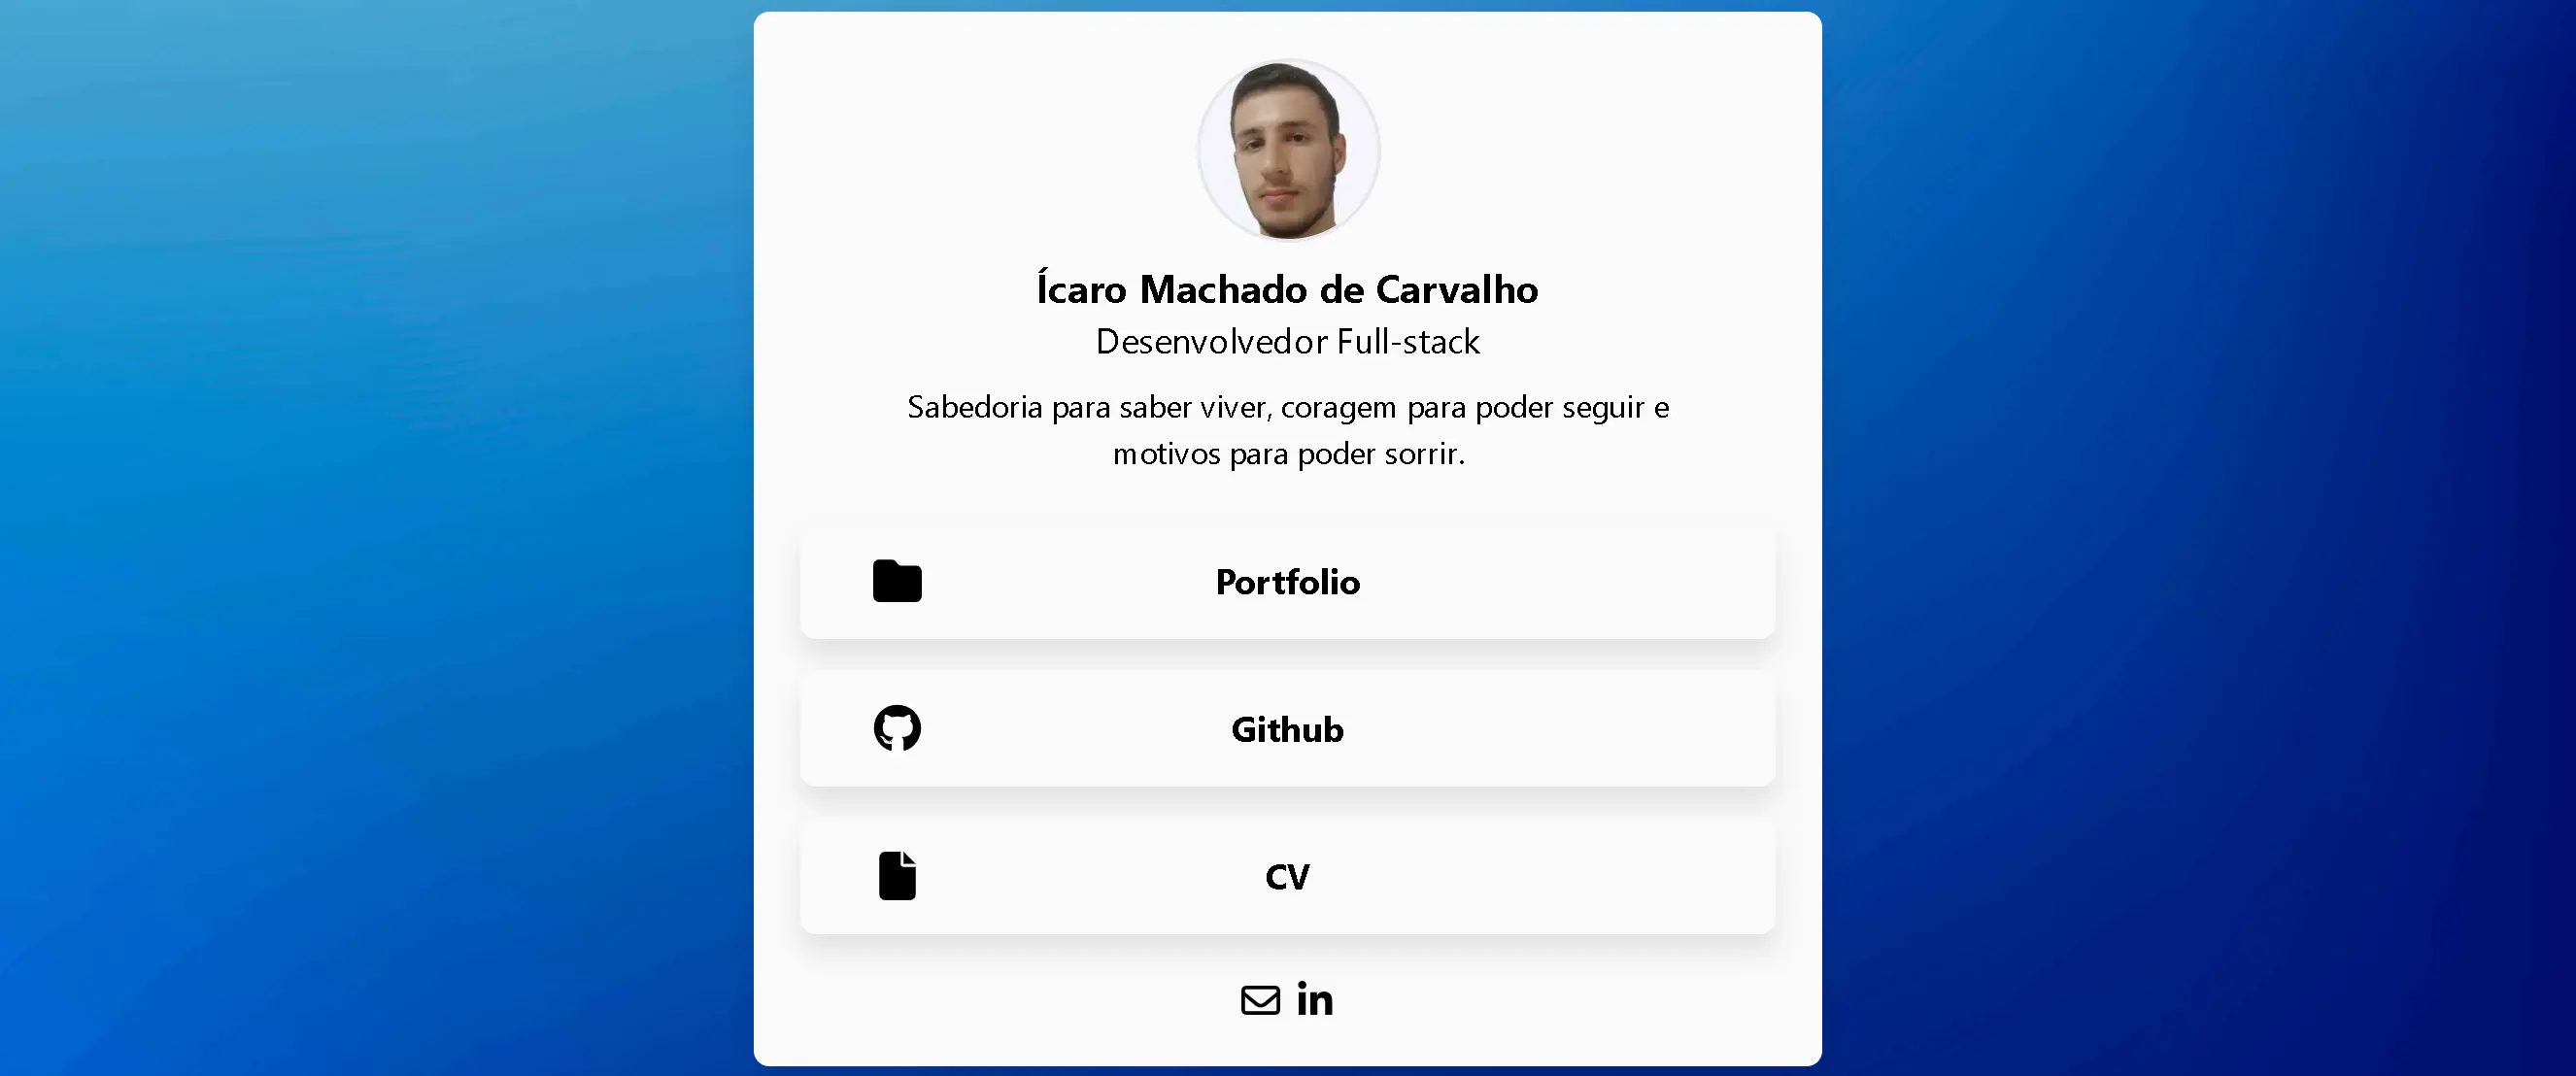 Ícaro Machado de Carvalho
Desenvolvedor Full-stack
Sabedoria para saber viver, coragem para poder seguir e
motivos para poder sorrir.
Portfolio
Github
CV
in